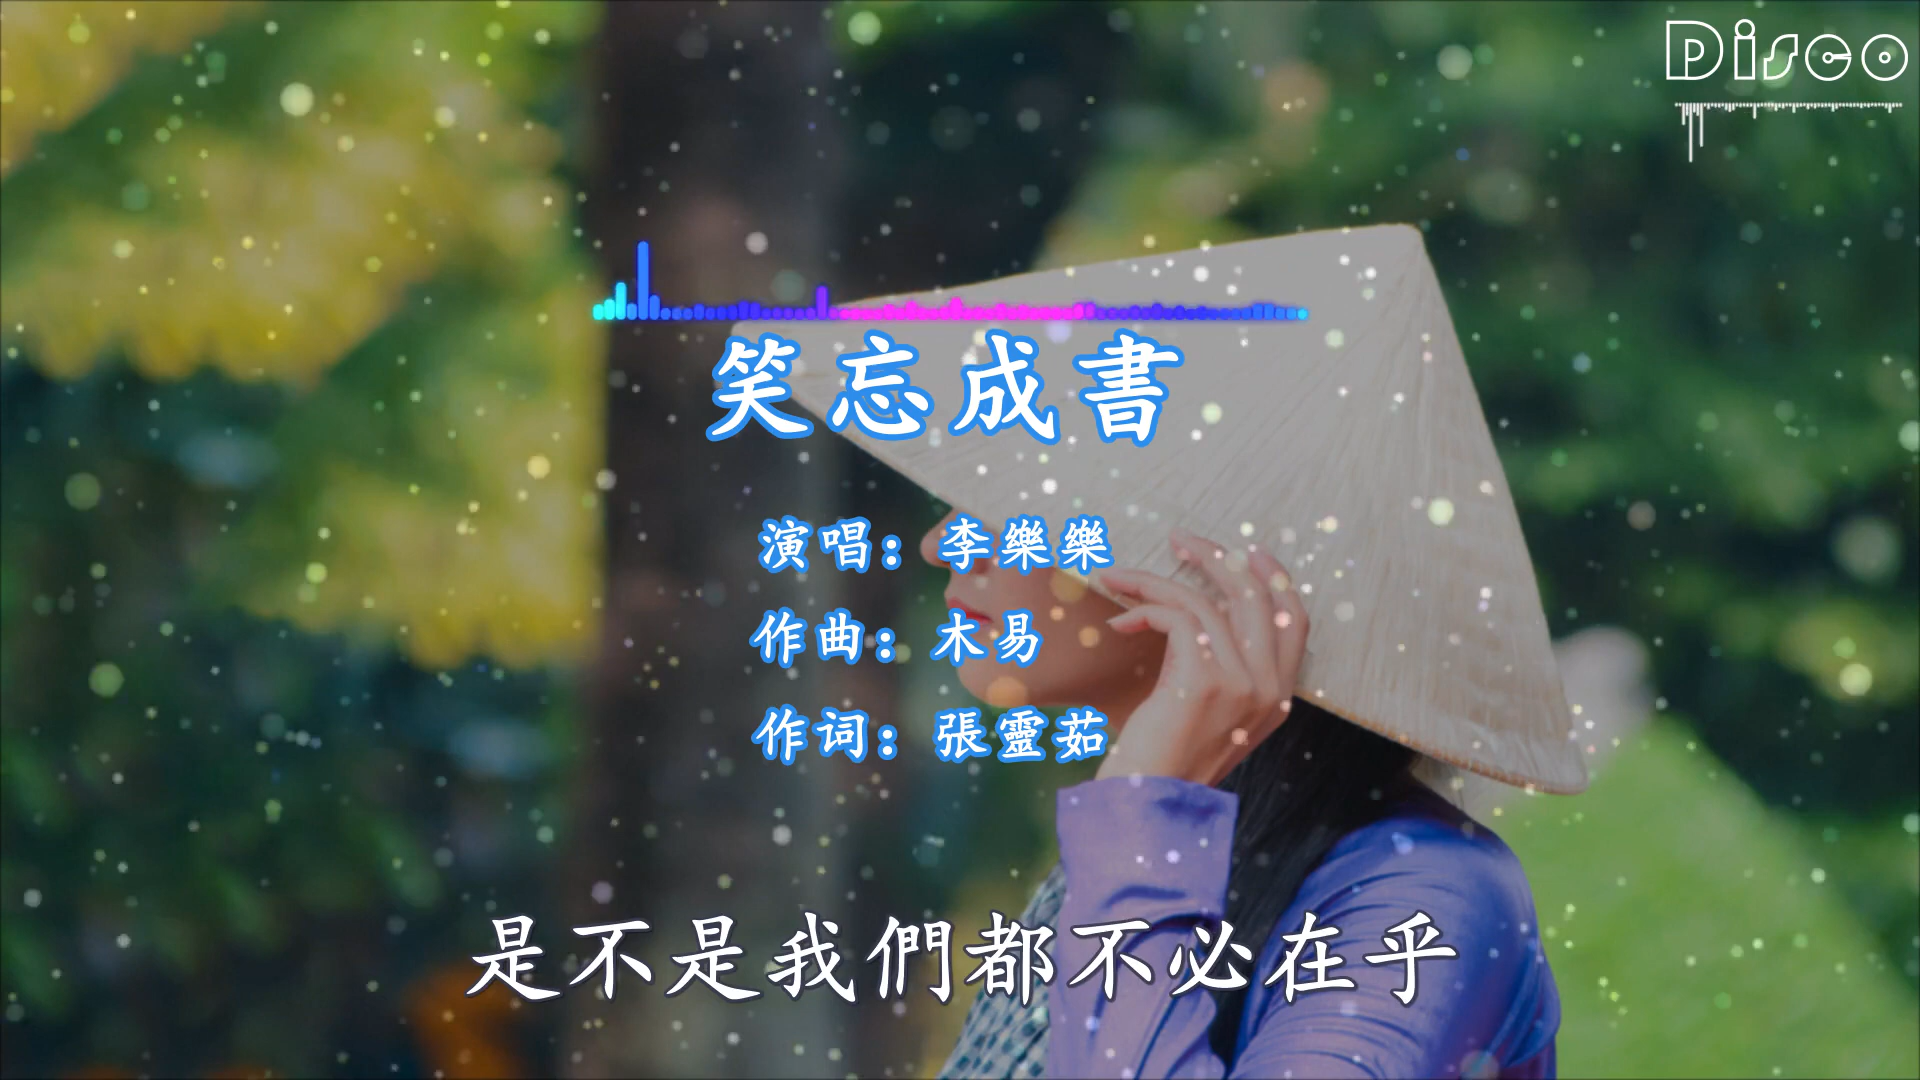 Disco
笑忘成書
演唱：李樂樂
作曲：木易
作词：張靈茹
是不是我們都不必在乎